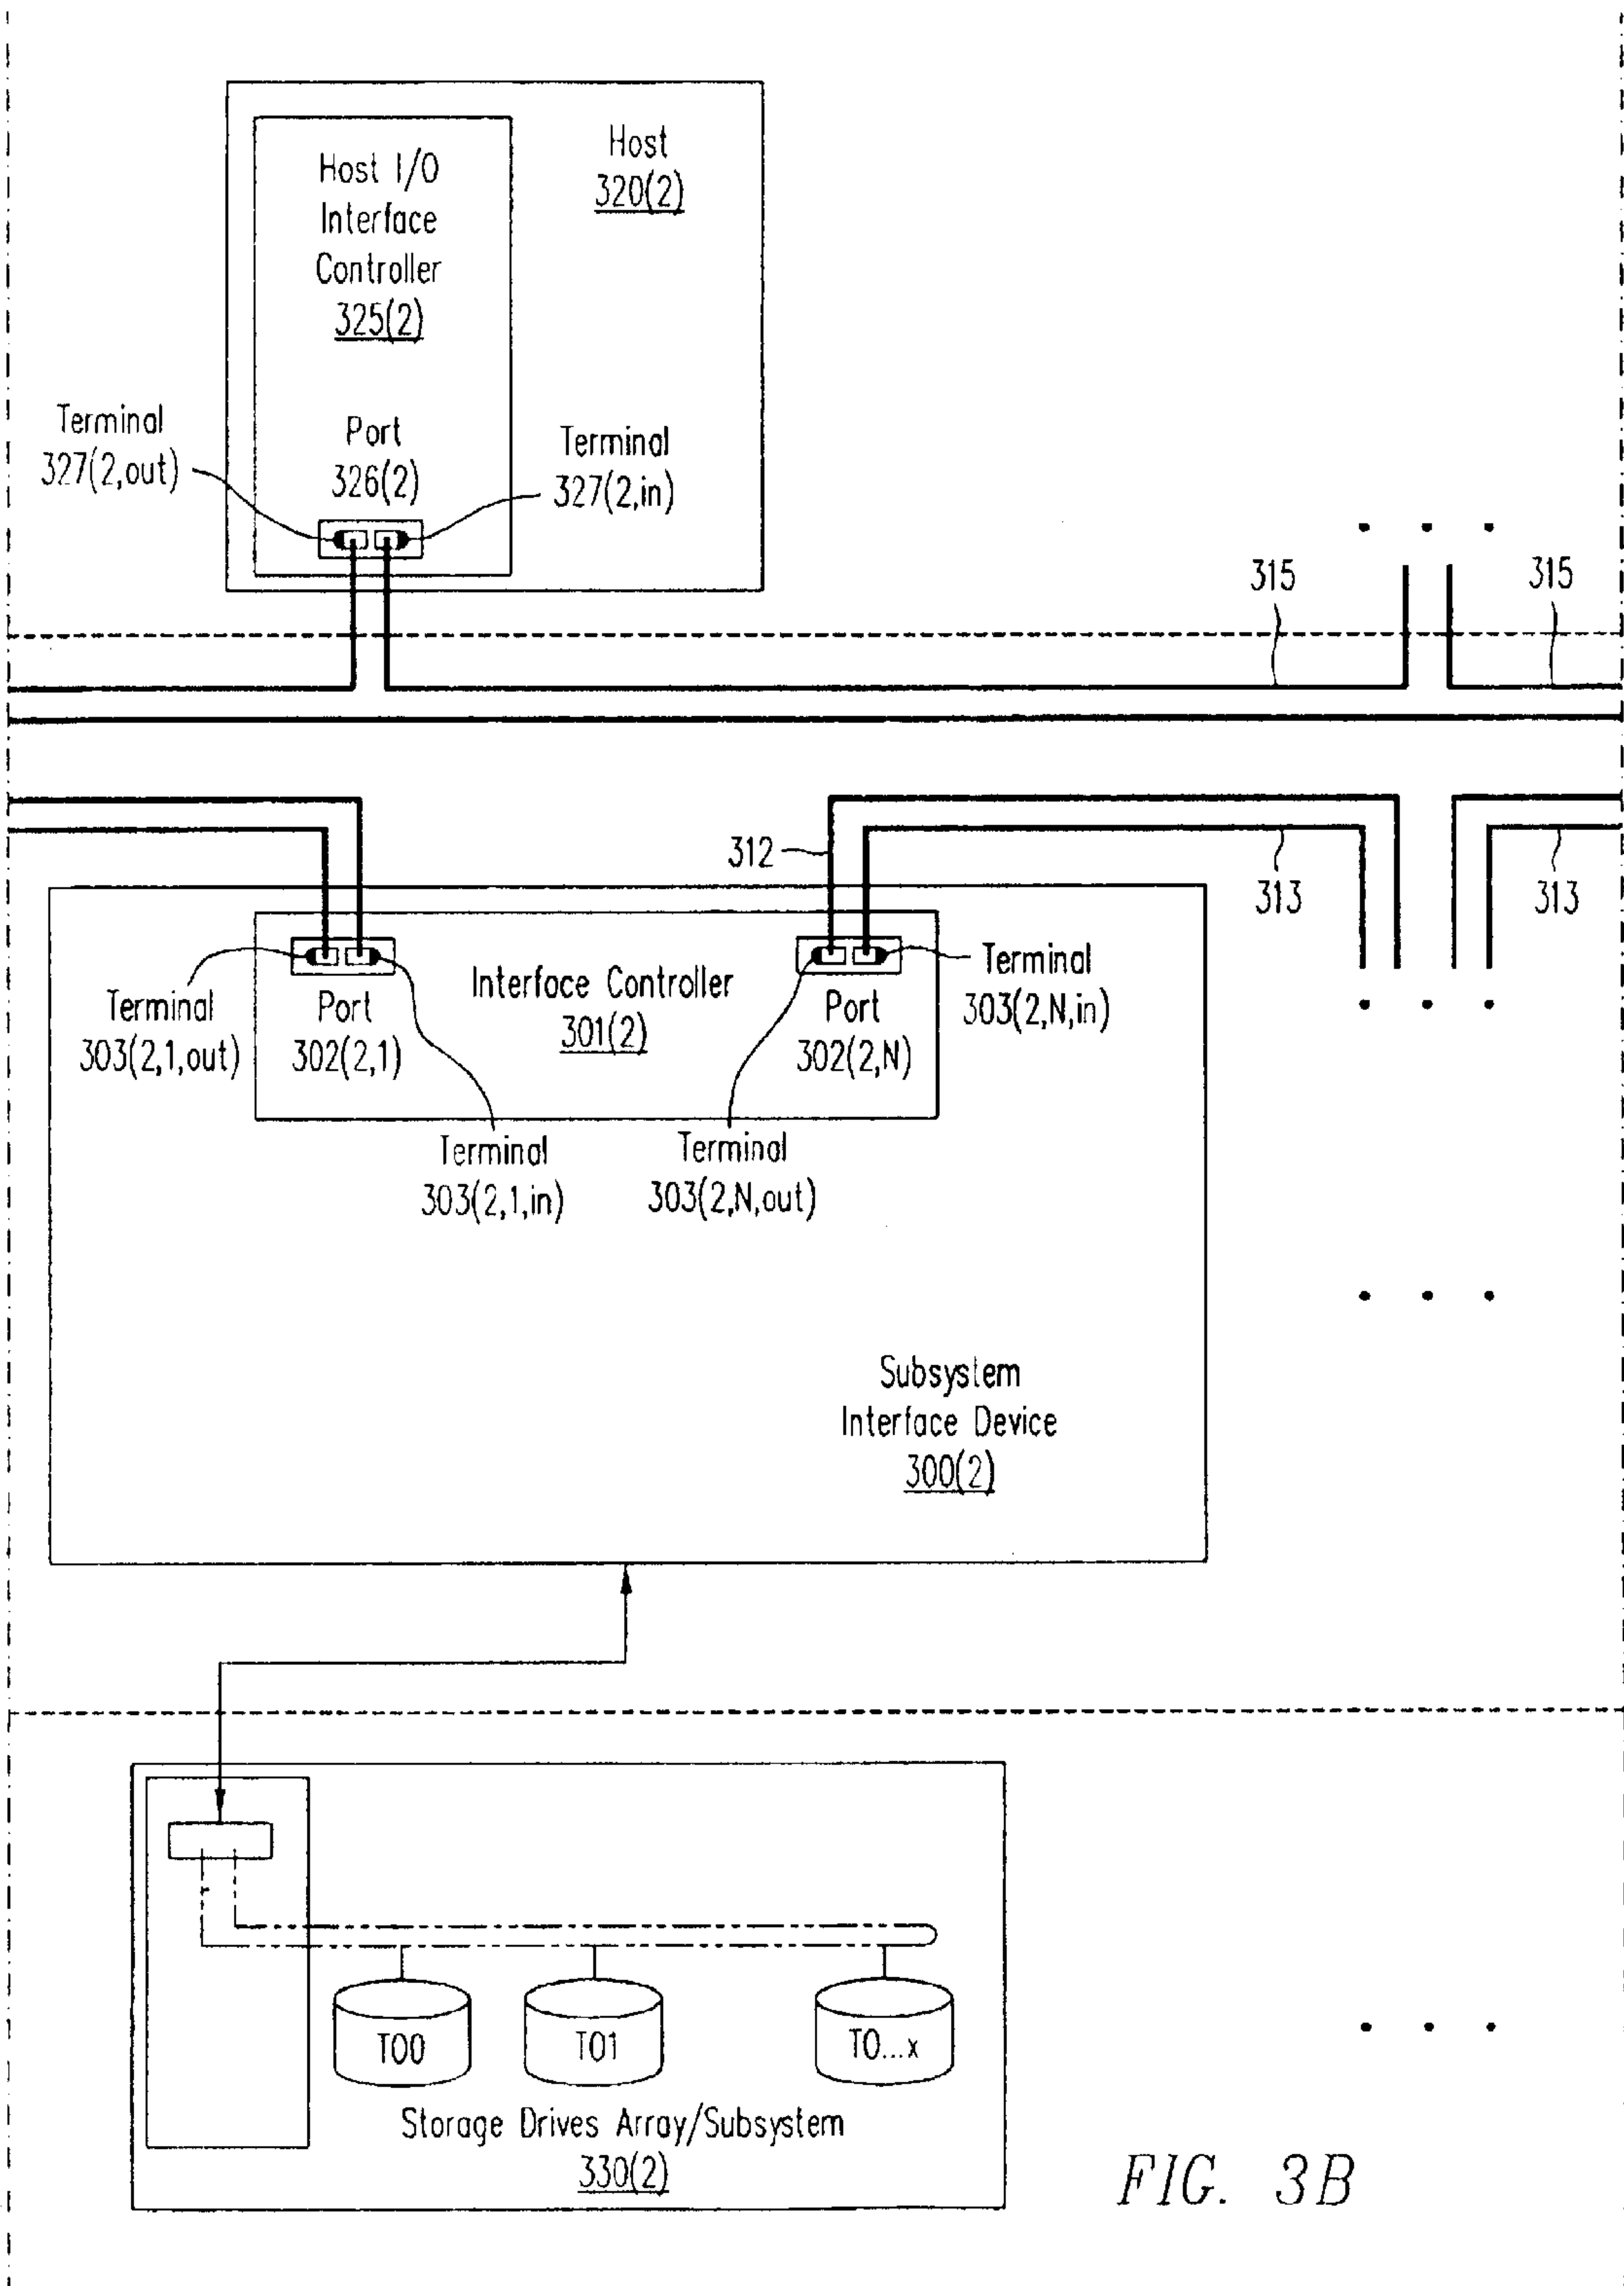 Host
320(2)
Host I/O
Interface
Controller
325(2)
Terminal
327(2,out)
Port
326(2)
Terminal
327(2,in)
315
315
312
313
313
Terminal
303(2,1,out)
Port
302(2,1)
Interface Controller
301(2)
Port
302(2,N)
Terminal
303(2,N,in)
Terminal
303(2,1,in)
Terminal
303(2,N,out)
Subsystem
Interface Device
300(2)
T00
T01
T0...x
Storage Drives Array/Subsystem
330(2)
FIG. 3B